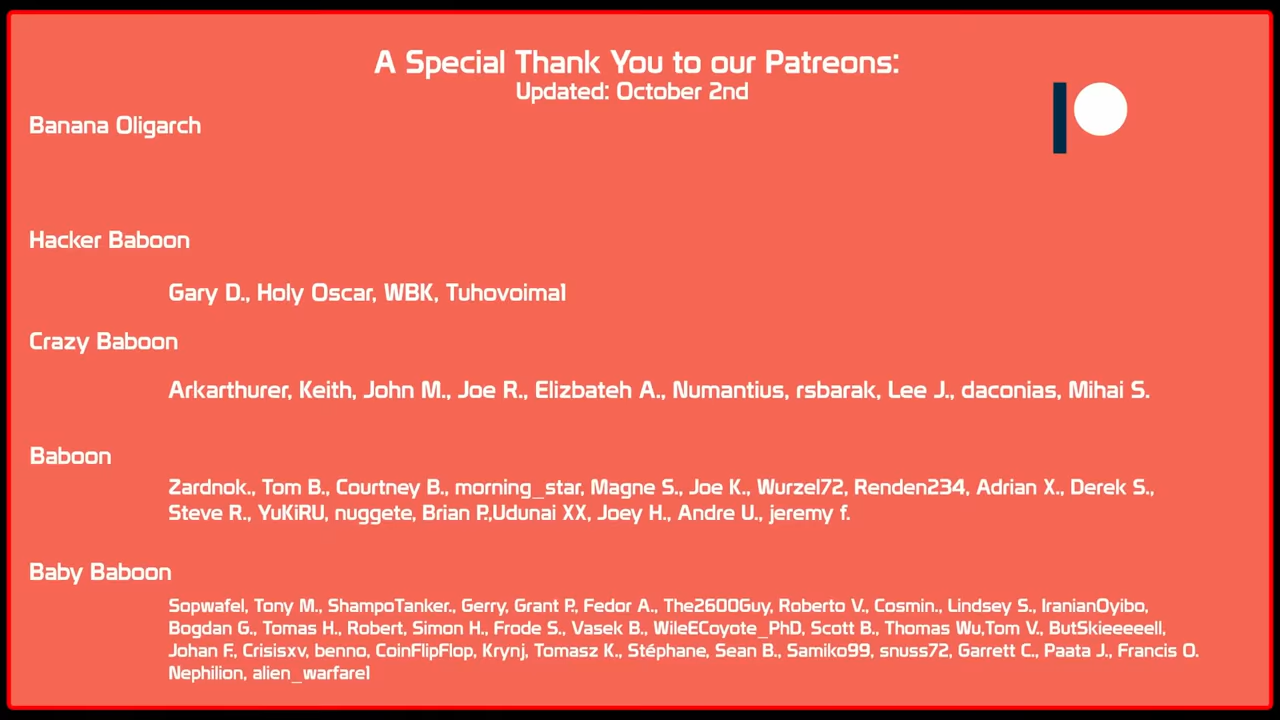 A Special Thank You to our Patreons:
Updated: October 2nd
Banana Oligarch
Hacker Baboon
Gary D., Holy Oscar, WBK, Tuhovoima1
Crazy Baboon
Arkarthurer, Keith, John M., Joe R., Elizbateh A., Numantius, rsbarak, Lee J., daconias, Mihai S.
Baboon
Zardnok., Tom B., Courtney B., morning_star, Magne S., Joe K., Wurzel72, Renden234, Adrian X., Derek S.,
Steve R., YuKiRU, nuggete, Brian P.,Udunai XX, Joey H., Andre U., jeremy f.
Baby Baboon
Sopwafel, Tony M., ShampoTanker., Gerry, Grant P., Fedor A., The2600Guy, Roberto V., Cosmin., Lindsey S., IranianOyibo,
Bogdan G., Tomas H., Robert, Simon H., Frode S., Vasek B., WileECoyote_PhD, Scott B., Thomas Wu,Tom V., ButSkieeeeell,
Johan F., Crisisxv, benno, CoinFlipFlop, Krynj, Tomasz K., Stéphane, Sean B., Samiko99, snuss72, Garrett C., Paata J., Francis O.
Nephilion, alien_warfare1